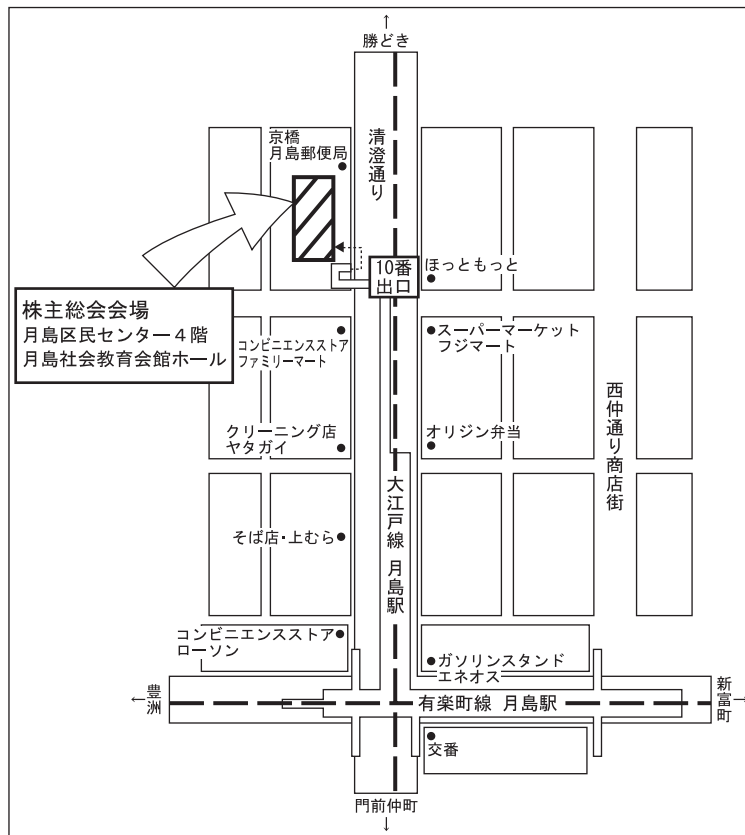 ↑
勝どき
京橋
月島郵便局
清澄通り
10番
出口
ほっともっと
株主総会会場
月島区民センター4階
月島社会教育会館ホール
コンビニエンスストア
ファミリーマート
スーパーマーケット
フジマート
クリーニング店
ヤタガイ
オリジン弁当
西仲通り商店街
大江戸線 月島駅
そば店・上むら
コンビニエンスストア
ローソン
ガソリンスタンド
エネオス
←豊洲
有楽町線 月島駅
新富町→
交番
門前仲町
↓